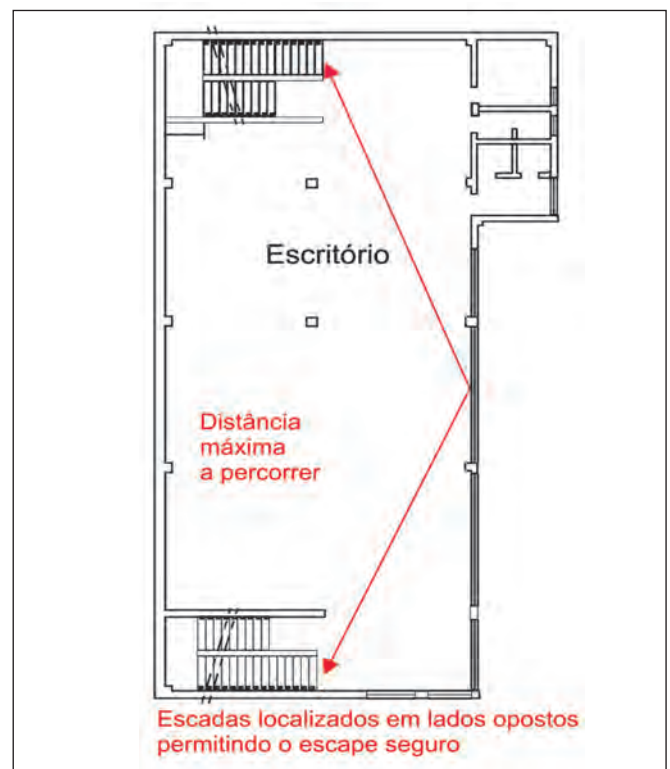 Escritório
Distância
máxima
a percorrer
Escadas localizados em lados opostos
permitindo o escape seguro